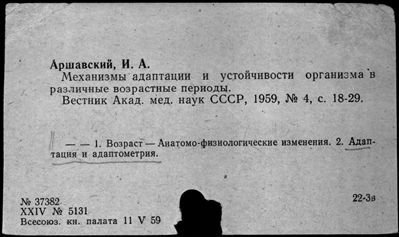 Аршавский, И. А.
Механизмы адаптации и устойчивости организма в
различные возрастные периоды.
Вестник Акад. мед. наук СССР, 1959, № 4, с. 18-29.
— — 1. Возраст — Анатомо-физиологические изменения. 2. Адап-
тация и адаптометрия.
№ 37382
22-3в
XXIV № 5131
Всесоюз. кн. палата 11 V 59